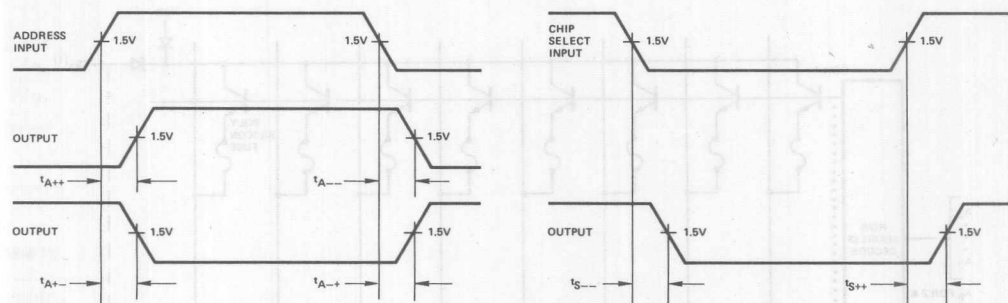 ADDRESS
INPUT
1.5V
1.5V
OUTPUT
1.5V
1.5V
tA++
tA−−
OUTPUT
1.5V
1.5V
tA+−
tA−+
CHIP
SELECT
INPUT
1.5V
1.5V
OUTPUT
1.5V
1.5V
tS−−
tS++